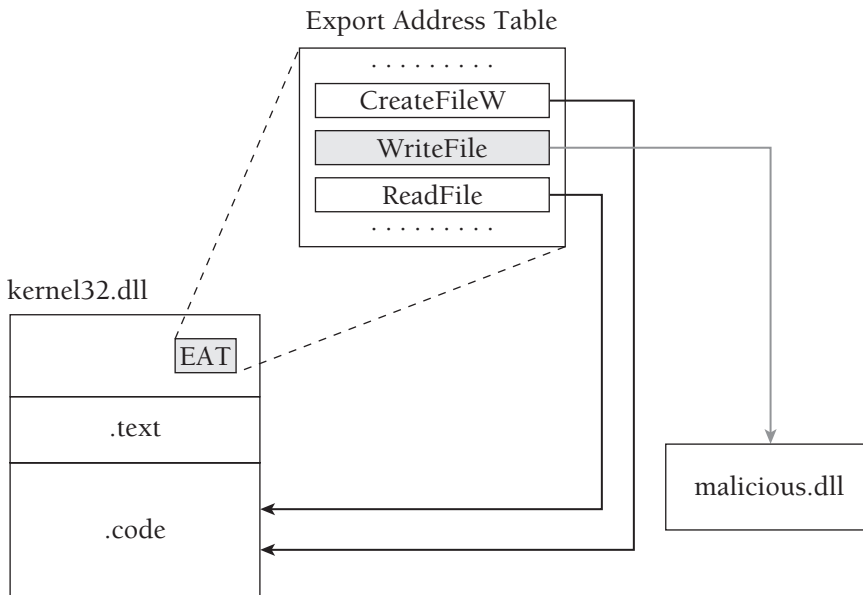 Export Address Table
. . . . . . . . .
CreateFileW
WriteFile
ReadFile
. . . . . . . . .
kernel32.dll
EAT
.text
.code
malicious.dll